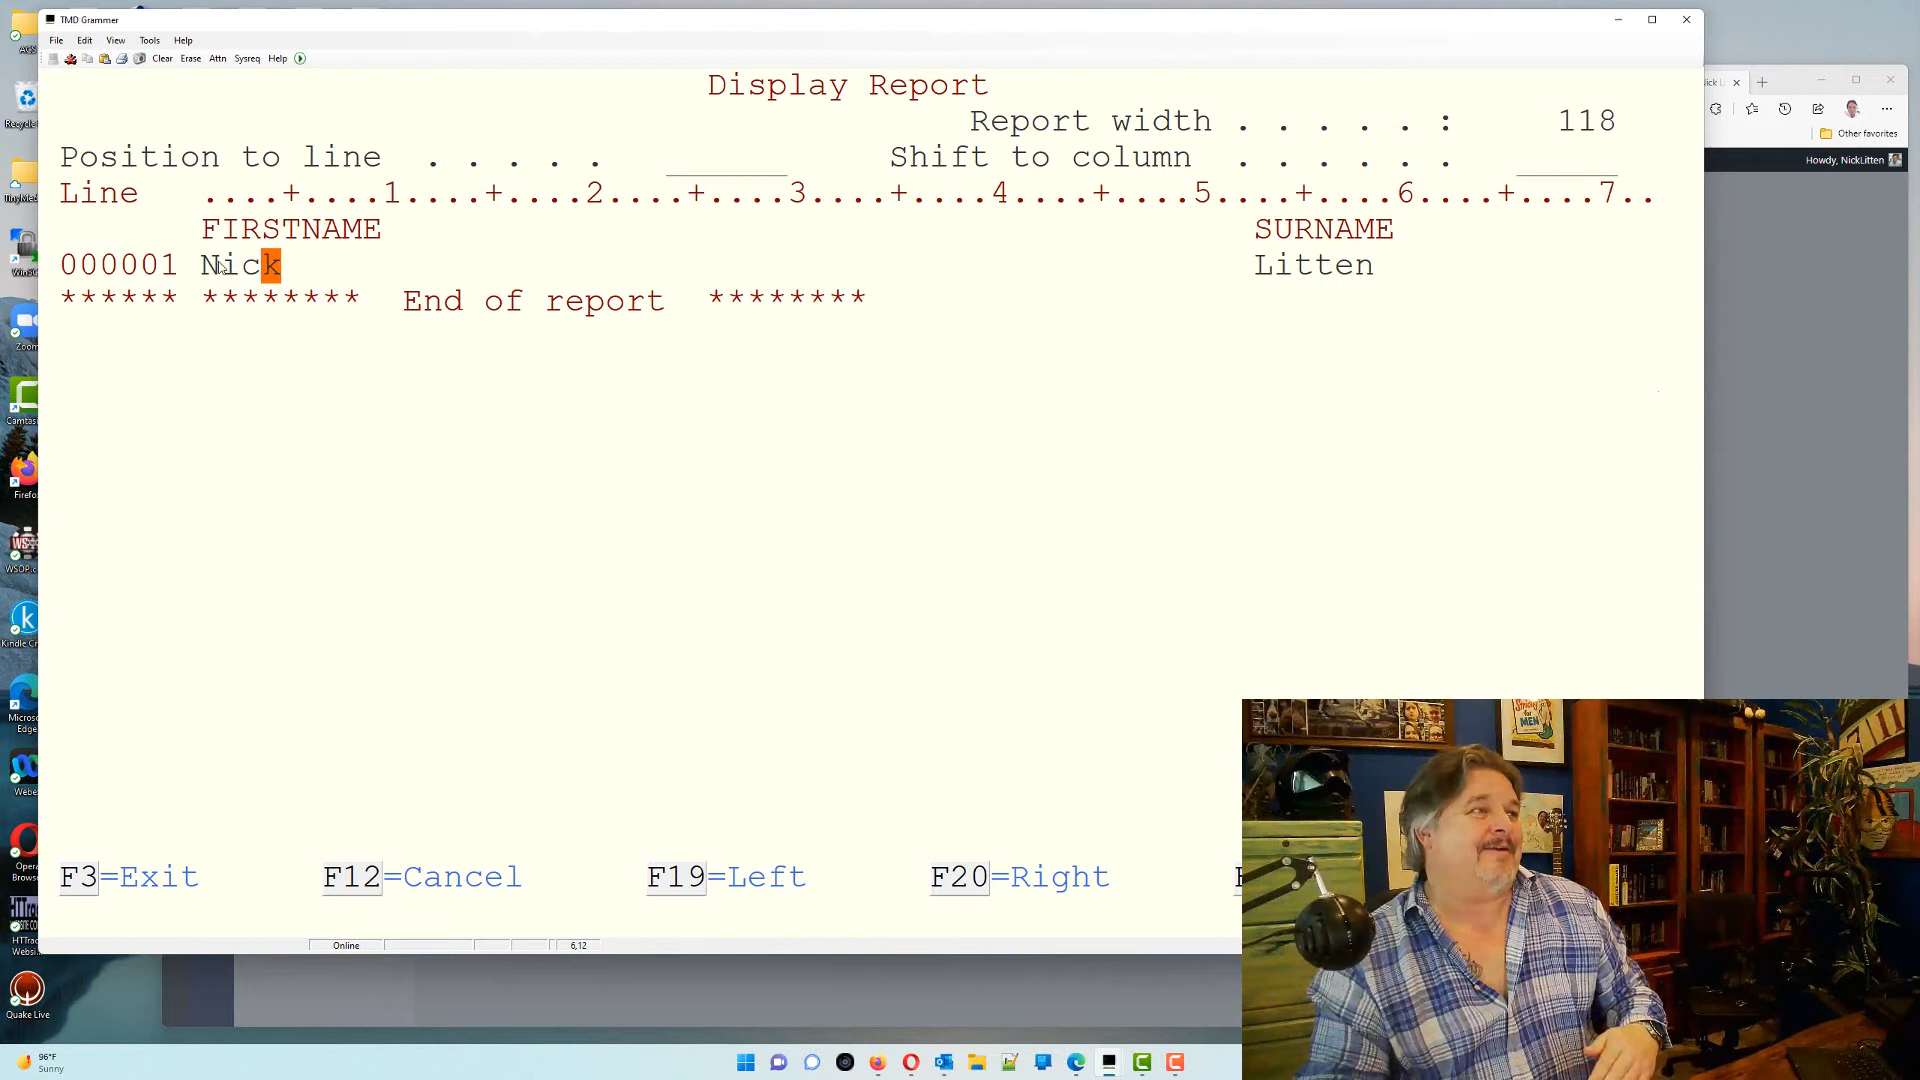 TMD Grammer
File Edit View Tools Help
Clear Erase Attn Sysreq Help
Display Report
Report width . . . . . : 118
Position to line . . . . . Shift to column . . . . . .
Line ....+....1....+....2....+....3....+....4....+....5....+....6....+....7..
FIRSTNAME SURNAME
000001 Nick Litten
****** ******** End of report ********
F3=Exit F12=Cancel F19=Left F20=Right
Online 6,12
Other favorites
Howdy, NickLitten
Zoom
Quake Live
96°F
Sunny
Strictly for MEN